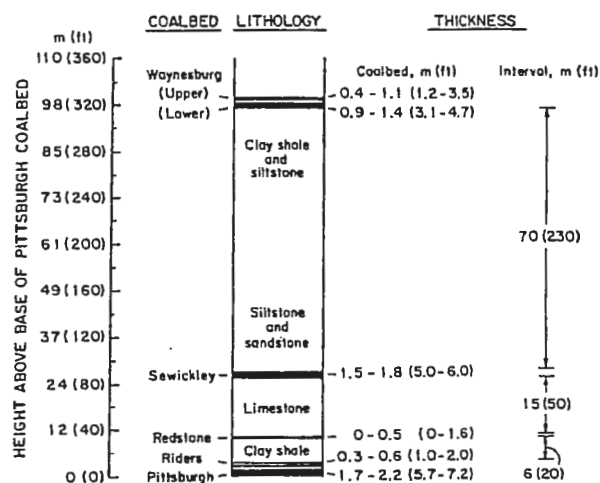 COALBED LITHOLOGY THICKNESS
m (ft)
HEIGHT ABOVE BASE OF PITTSBURGH COALBED
110 (360)
98 (320)
85 (280)
73 (240)
61 (200)
49 (160)
37 (120)
24 (80)
12 (40)
0 (0)
Waynesburg
(Upper)
(Lower)
Sewickley
Redstone
Riders
Pittsburgh
Clay shale
and
siltstone
Siltstone
and
sandstone
Limestone
Clay shale
Coalbed, m (ft)
0.4 - 1.1 (1.2-3.5)
0.9 - 1.4 (3.1-4.7)
1.5 - 1.8 (5.0-6.0)
0-0.5 (0-1.6)
0.3 - 0.6 (1.0-2.0)
1.7 - 2.2 (5.7-7.2)
Interval, m (ft)
70 (230)
15 (50)
6 (20)